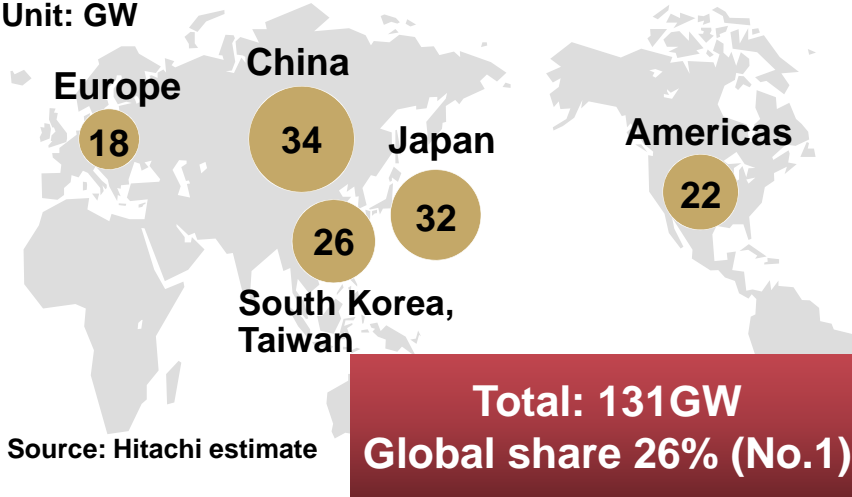 Unit: GW
China
Europe
18
34
Japan
Americas
22
32
26
South Korea,
Taiwan
Total: 131GW
Global share 26% (No.1)
Source: Hitachi estimate